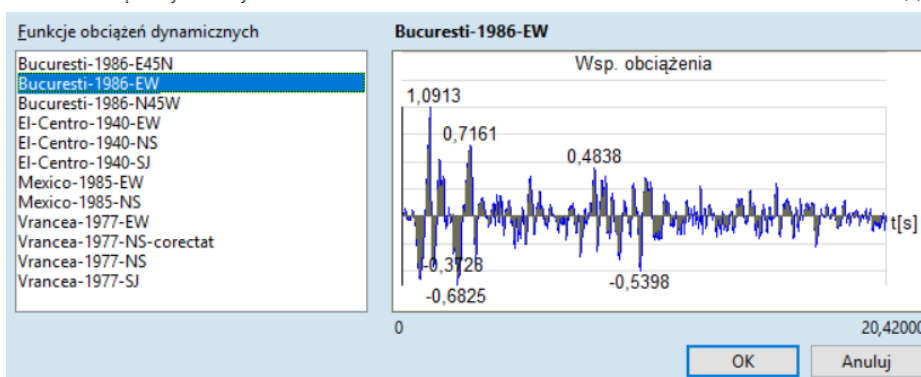 Funkcje obciążeń dynamicznych
Bucuresti-1986-EW
Bucuresti-1986-E45N
Bucuresti-1986-EW
Bucuresti-1986-N45W
El-Centro-1940-EW
El-Centro-1940-NS
El-Centro-1940-SJ
Mexico-1985-EW
Mexico-1985-NS
Vrancea-1977-EW
Vrancea-1977-NS-corectat
Vrancea-1977-NS
Vrancea-1977-SJ
Wsp. obciążenia
1,0913
0,7161
0,4838
t[s]
-0,3728
-0,5398
-0,6825
0
20,42000
OK
Anuluj